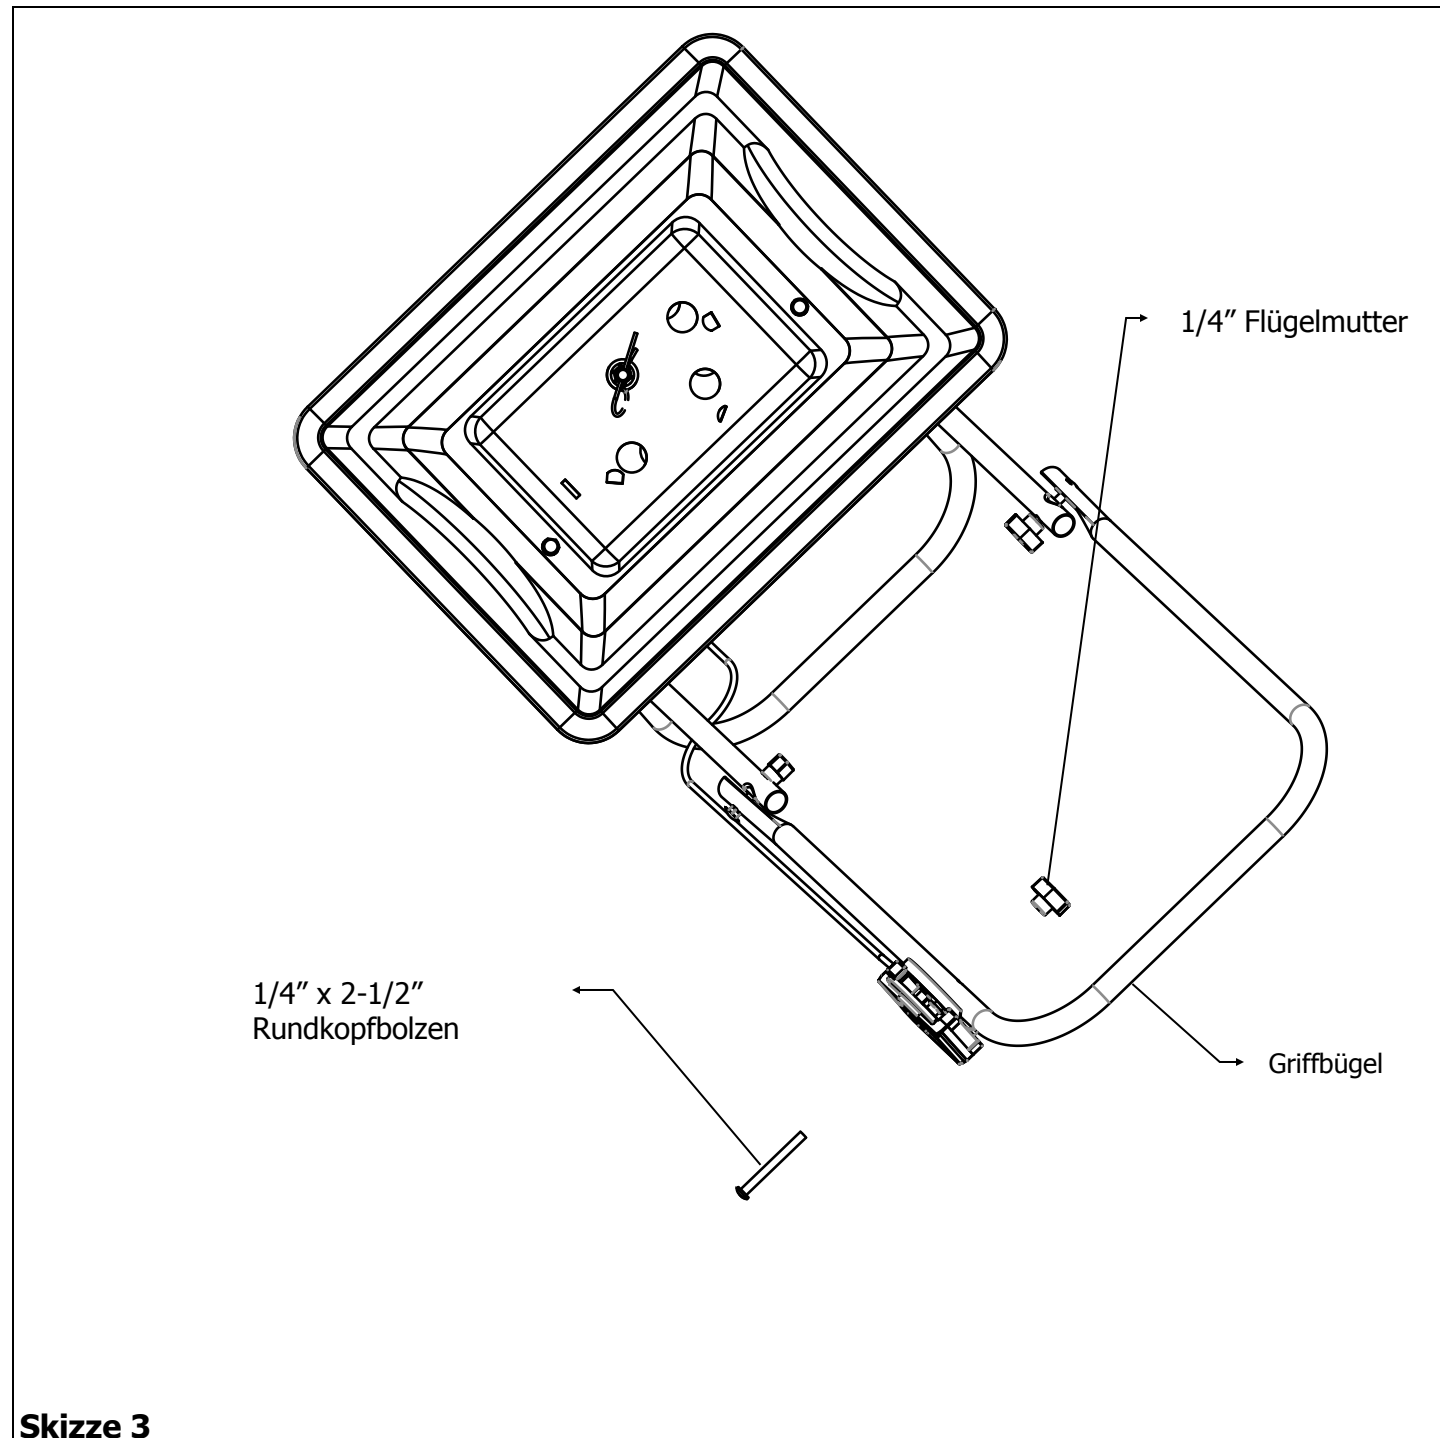 1/4” Flügelmutter
1/4” x 2-1/2”
Rundkopfbolzen
Griffbügel
Skizze 3